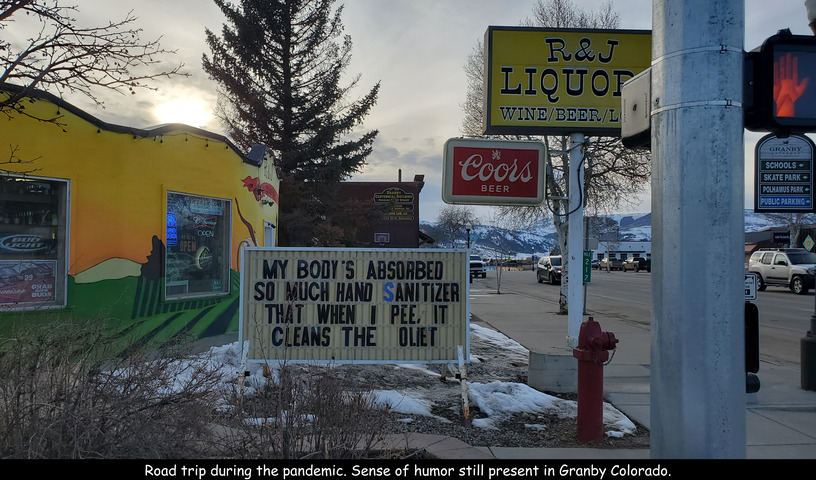 R&J
LIQUOR
WINE/BEER/L
Coors
BEER
GRANBY
SCHOOLS
SKATE PARK
POLHAMUS PARK
PUBLIC PARKING
OPEN
BUD
MY BODY'S ABSORBED
SO MUCH HAND SANITIZER
THAT WHEN I PEE, IT
CLEANS THE OLIET
Road trip during the pandemic. Sense of humor still present in Granby Colorado.